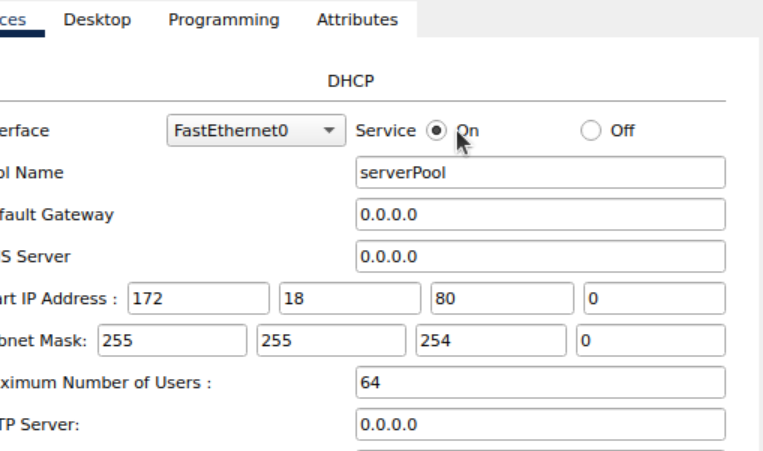 ces Desktop Programming Attributes
DHCP
erface FastEthernet0 Service On Off
ol Name serverPool
fault Gateway 0.0.0.0
S Server 0.0.0.0
art IP Address : 172 18 80 0
bnet Mask: 255 255 254 0
ximum Number of Users : 64
TP Server: 0.0.0.0